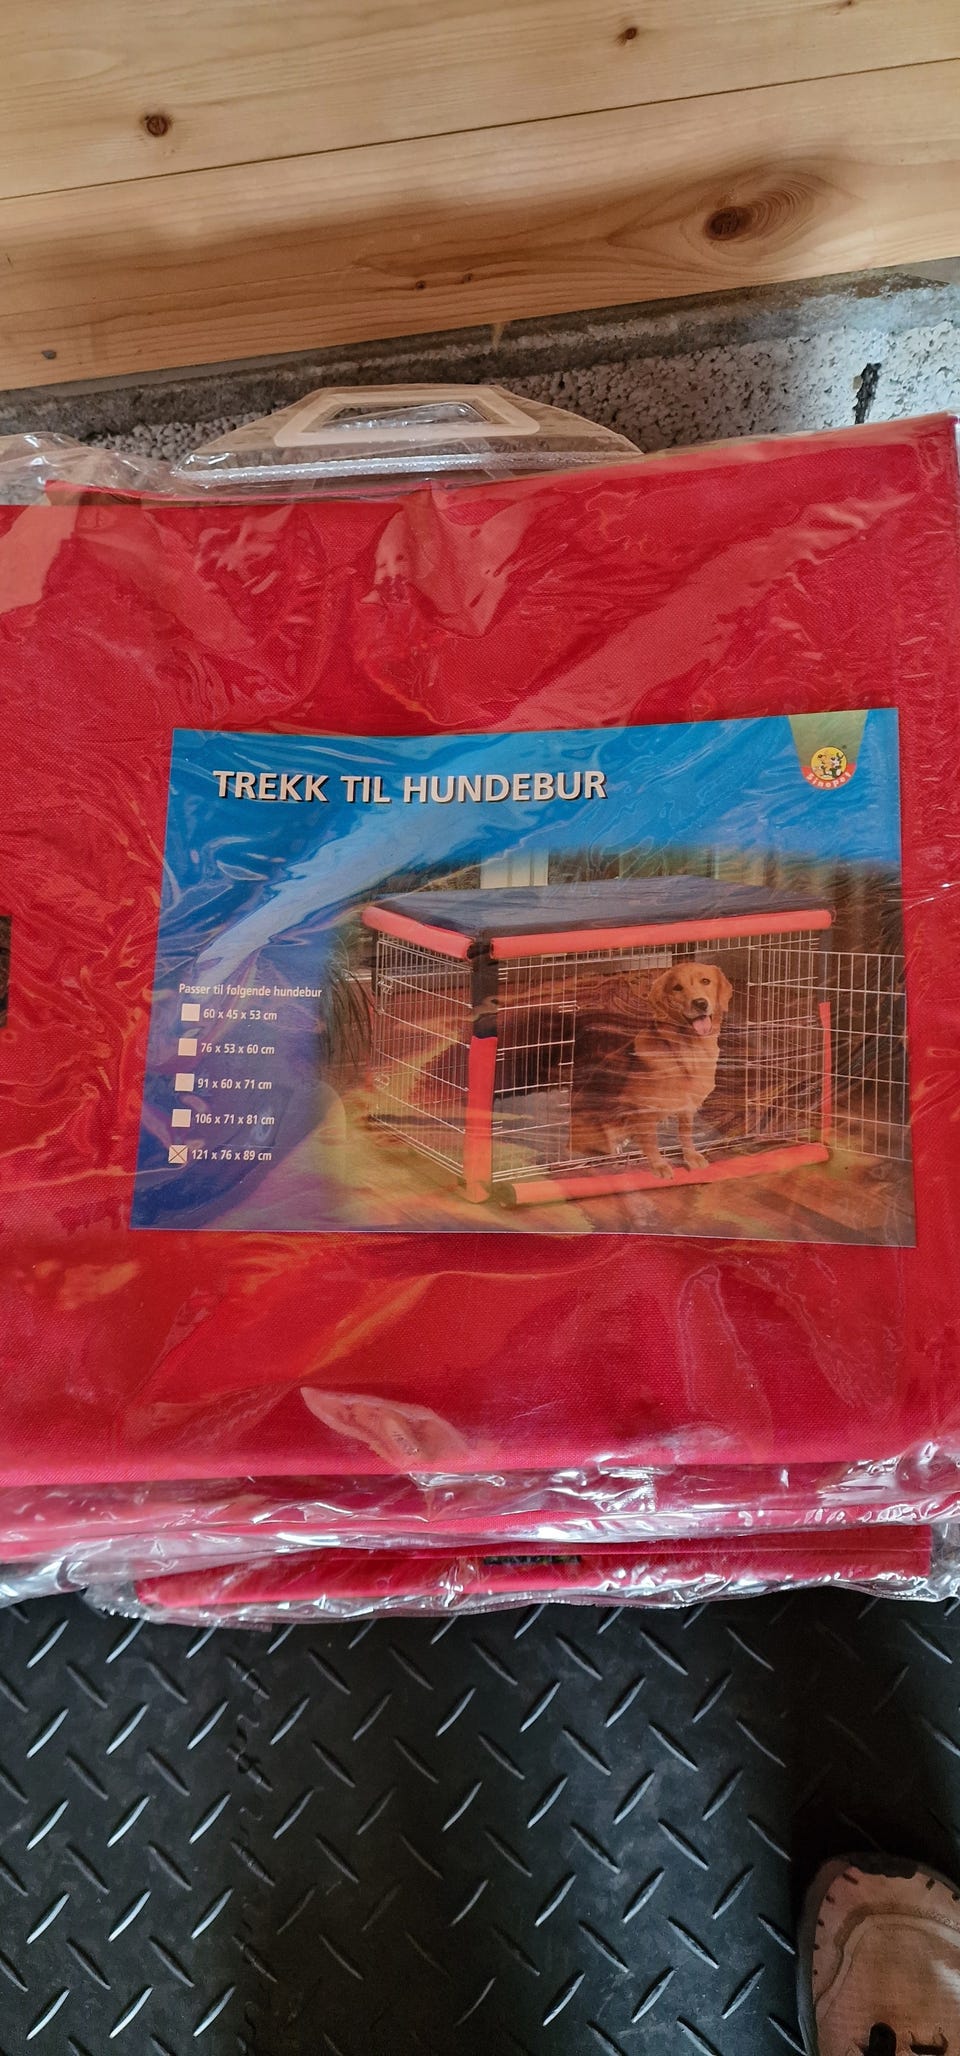 TREKK TIL HUNDEBUR
SinoPet
Passer til følgende hundebur
60 x 45 x 53 cm
76 x 53 x 60 cm
91 x 60 x 71 cm
106 x 71 x 81 cm
121 x 76 x 89 cm